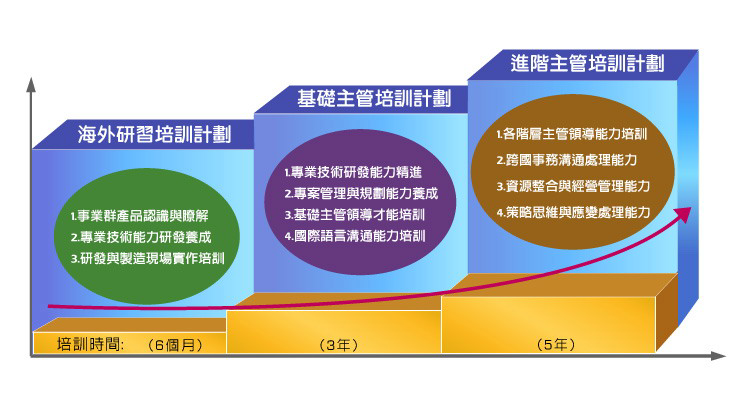 海外研習培訓計劃
1.事業群產品認識與瞭解
2.專業技術能力研發養成
3.研發與製造現場實作培訓
基礎主管培訓計劃
1.專業技術研發能力精進
2.專案管理與規劃能力養成
3.基礎主管領導才能培訓
4.國際語言溝通能力培訓
進階主管培訓計劃
1.各階層主管領導能力培訓
2.跨國事務溝通處理能力
3.資源整合與經營管理能力
4.策略思維與應變處理能力
培訓時間: （6個月） （3年） （5年）